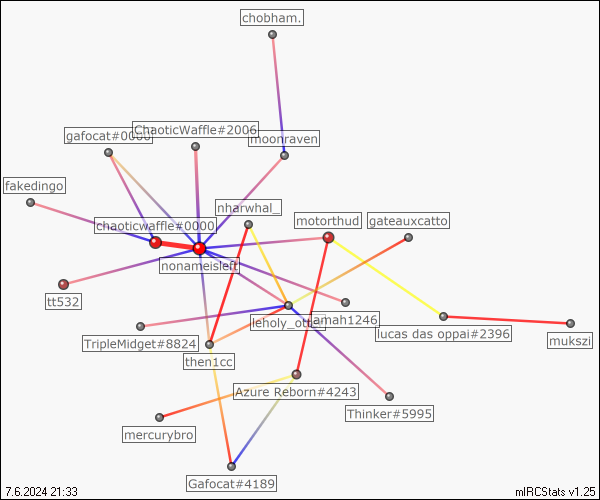 chobham.
gafocat#0000
ChaoticWaffle#2006
moonraven
fakedingo
nharwhal_
chaoticwaffle#0000
motorthud
gateauxcatto
nonameisleft
tt532
leholy_otter
amah1246
lucas das oppai#2396
mukszi
TripleMidget#8824
then1cc
Azure Reborn#4243
Thinker#5995
mercurybro
Gafocat#4189
7.6.2024 21:33
mIRCStats v1.25